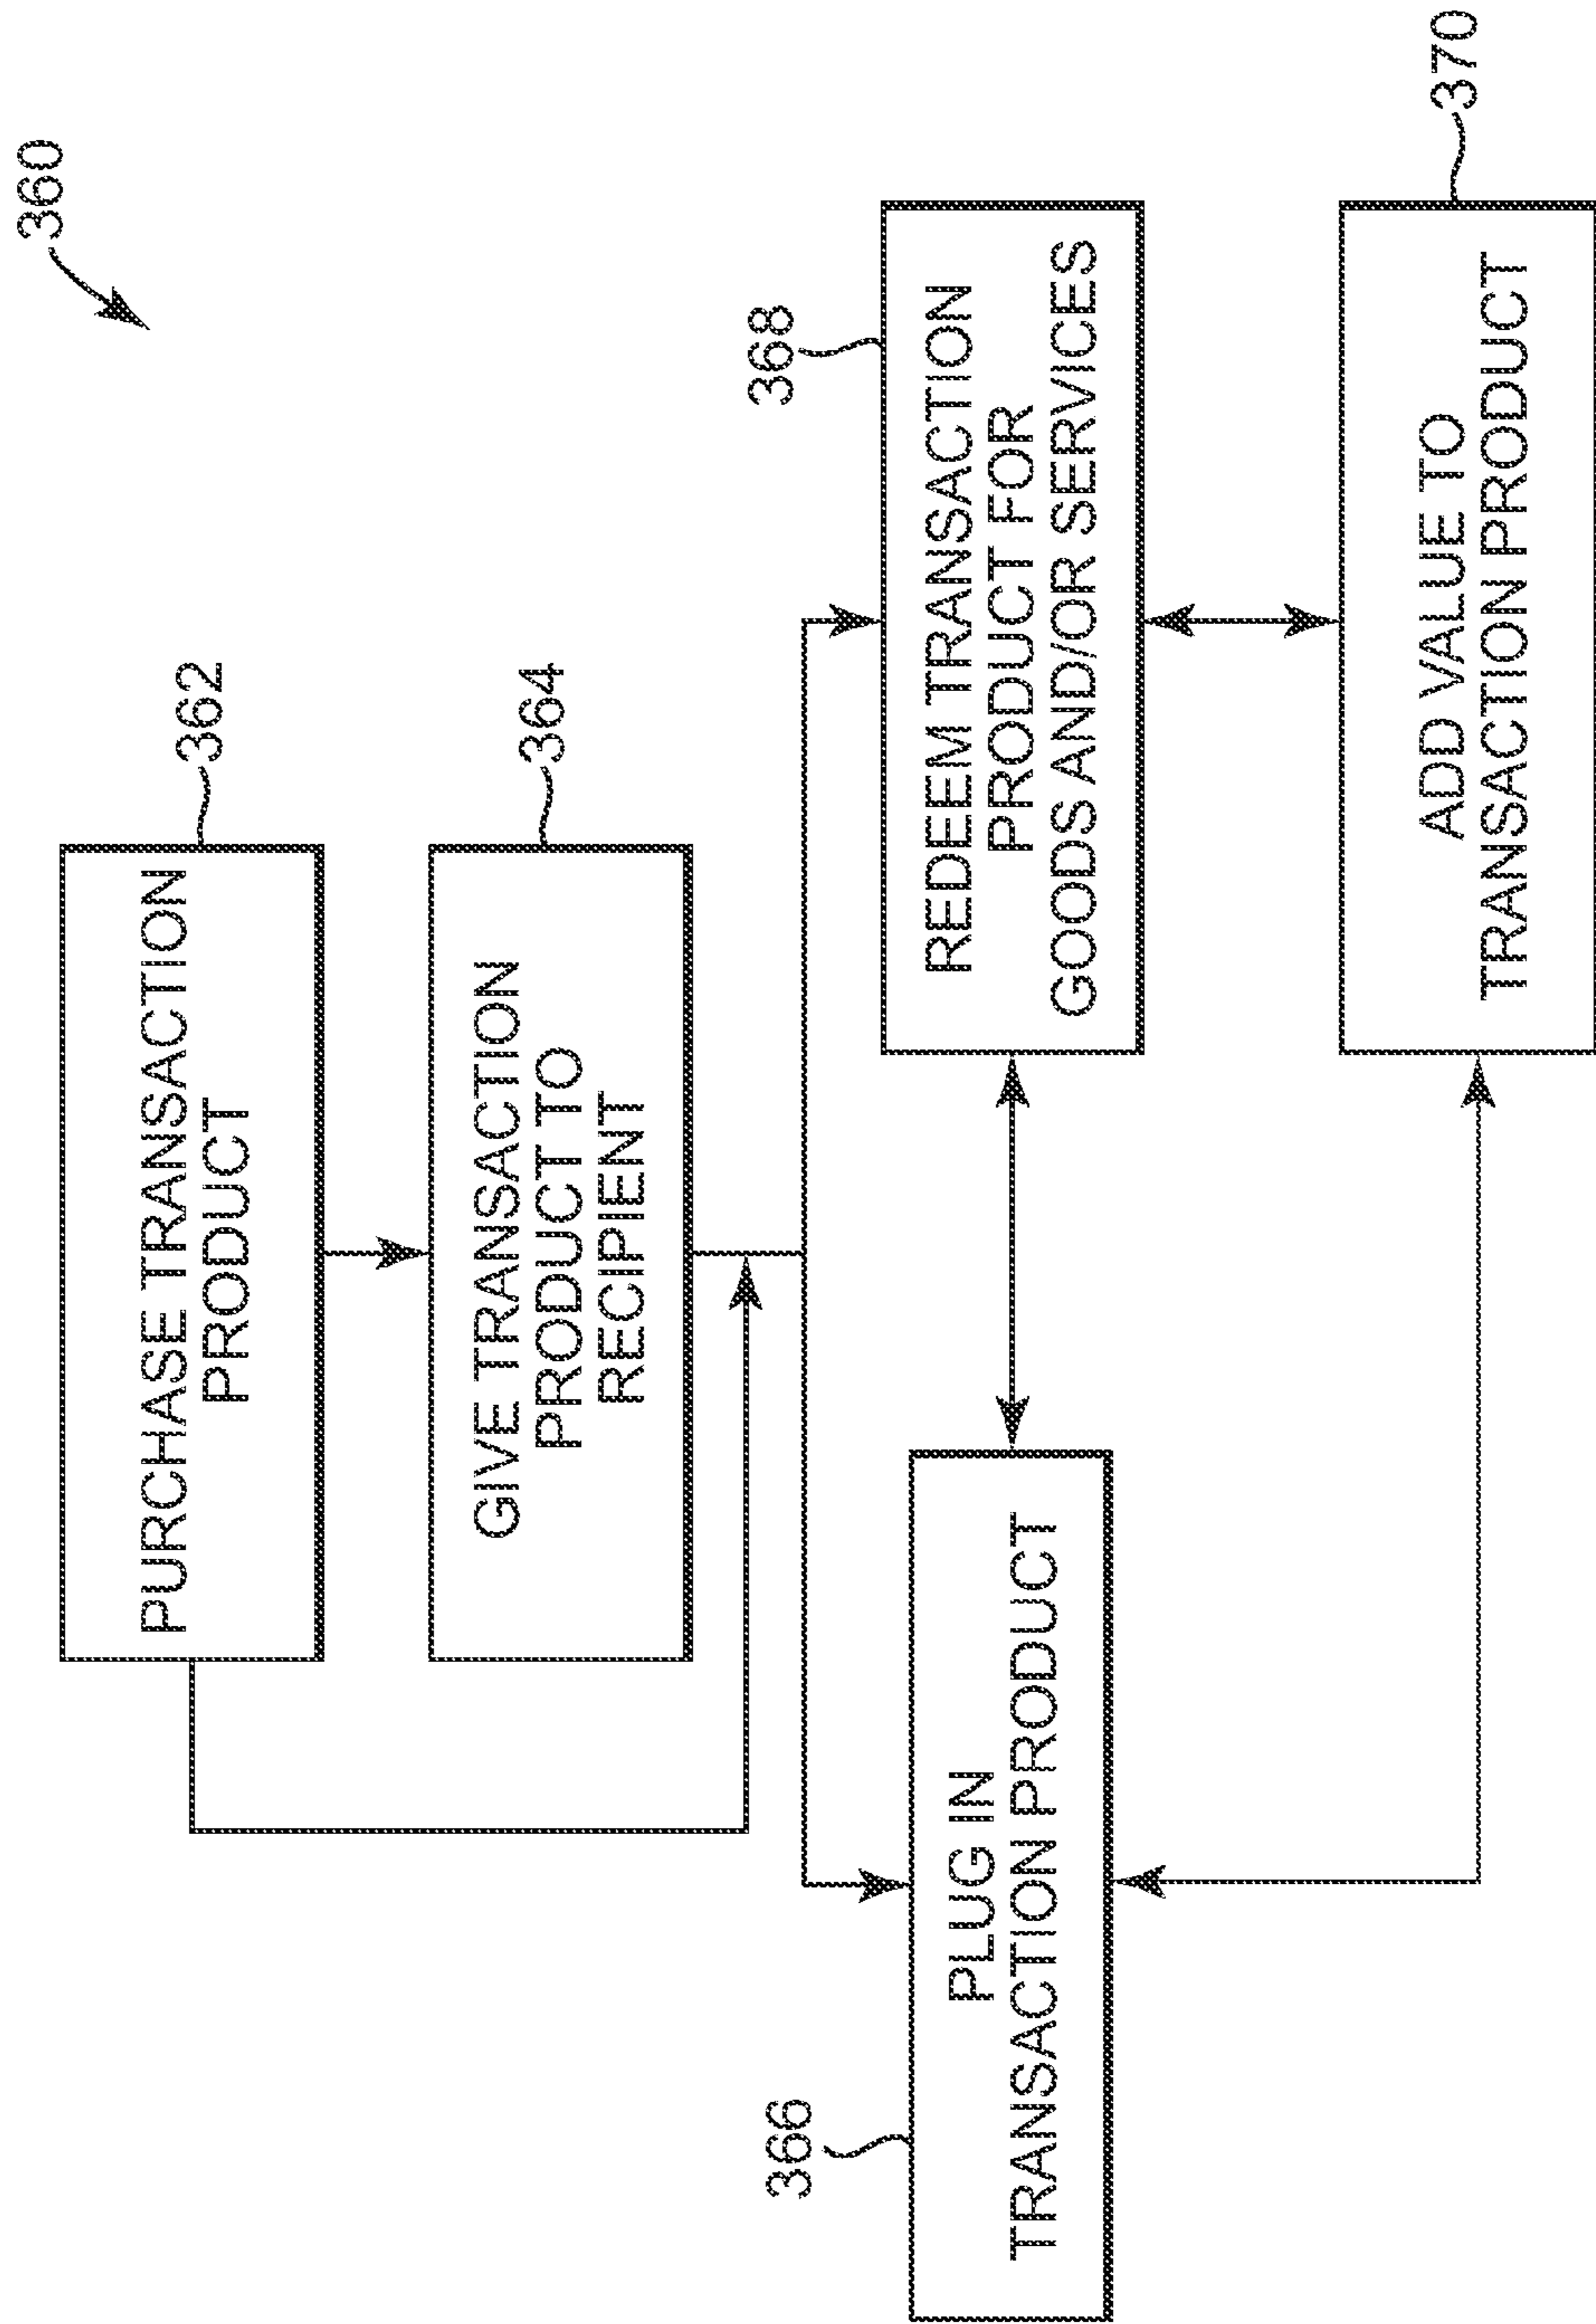 360
PURCHASE TRANSACTION
PRODUCT
362
GIVE TRANSACTION
PRODUCT TO
RECIPIENT
364
366
PLUG IN
TRANSACTION PRODUCT
368
REDEEM TRANSACTION
PRODUCT FOR
GOODS AND/OR SERVICES
ADD VALUE TO
TRANSACTION PRODUCT
370